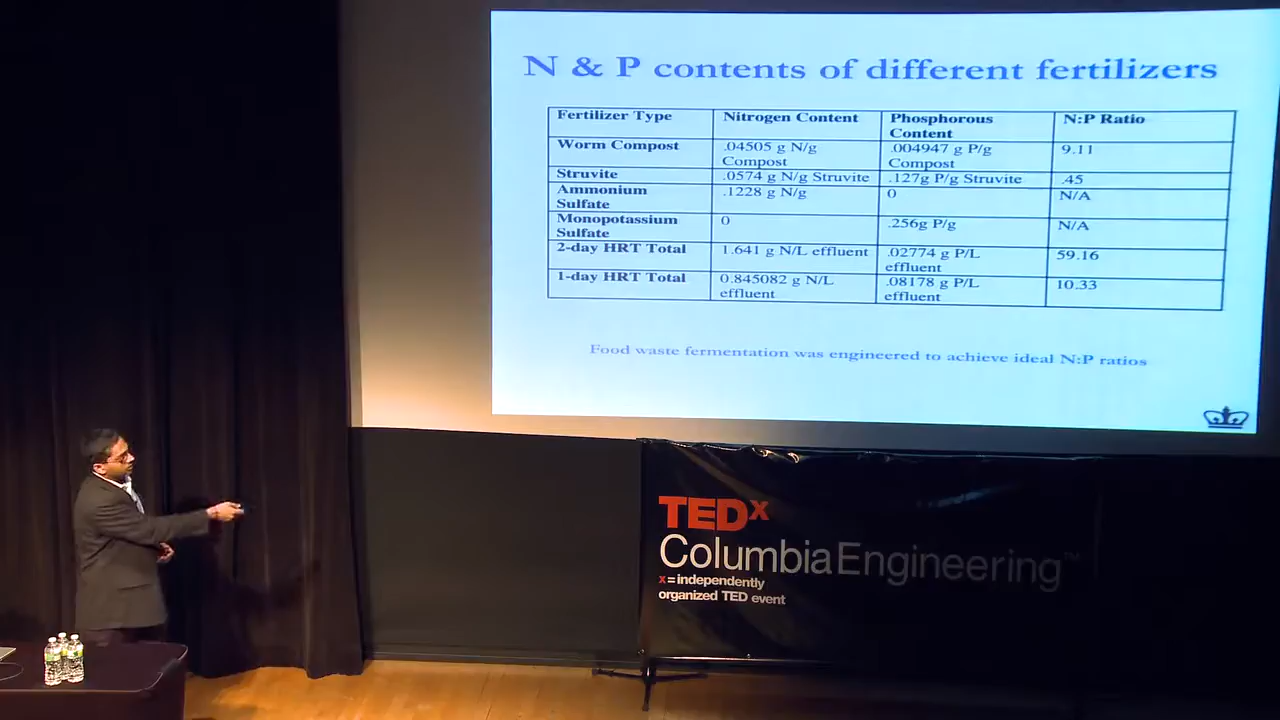 N & P contents of different fertilizers
Fertilizer Type
Nitrogen Content
Phosphorous
Content
N:P Ratio
Worm Compost
.04505 g N/g
Compost
.004947 g P/g
Compost
9.11
Struvite
.0574 g N/g Struvite
.127g P/g Struvite
.45
Ammonium
Sulfate
.1228 g N/g
0
N/A
Monopotassium
Sulfate
0
.256g P/g
N/A
2-day HRT Total
1.641 g N/L effluent
.02774 g P/L
effluent
59.16
1-day HRT Total
0.845082 g N/L
effluent
.08178 g P/L
effluent
10.33
Food waste fermentation was engineered to achieve ideal N:P ratios
TEDx
ColumbiaEngineering™
x = independently
organized TED event